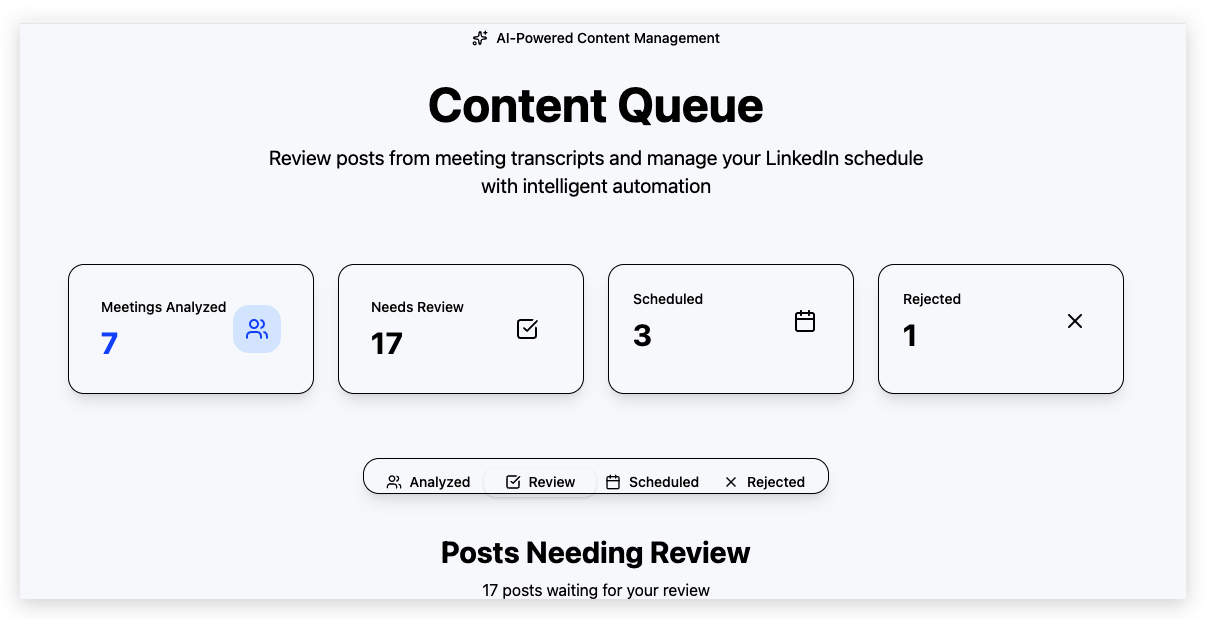 AI-Powered Content Management
Content Queue
Review posts from meeting transcripts and manage your LinkedIn schedule
with intelligent automation
Meetings Analyzed
7
Needs Review
17
Scheduled
3
Rejected
1
Analyzed Review Scheduled Rejected
Posts Needing Review
17 posts waiting for your review